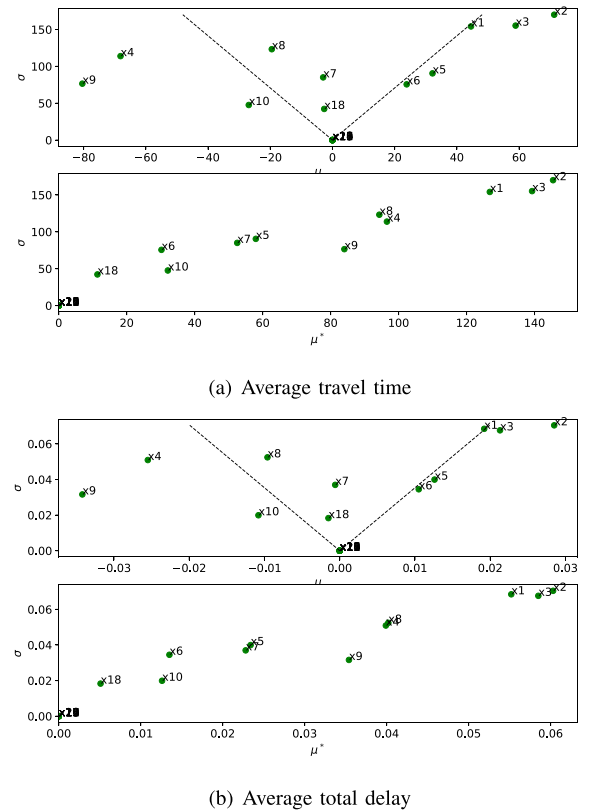 x2
150
x1
x3
x4
x8
100
σ
x9
x7
x5
x6
50
x10
x18
0
−80 −60 −40 −20 0 20 40 60
μ
x2
150
x1
x3
x8
x4
100
σ
x7
x5
x9
x6
50
x18
x10
0
0 20 40 60 80 100 120 140
μ*
(a) Average travel time
x2
x1
x3
0.06
x4
x8
0.04
σ
x9
x7
x5
x6
0.02
x10
x18
0.00
−0.03 −0.02 −0.01 0.00 0.01 0.02 0.03
μ
x2
x1
x3
0.06
x8
x4
0.04
σ
x6
x7
x5
x9
0.02
x18
x10
0.00
0.00 0.01 0.02 0.03 0.04 0.05 0.06
μ*
(b) Average total delay